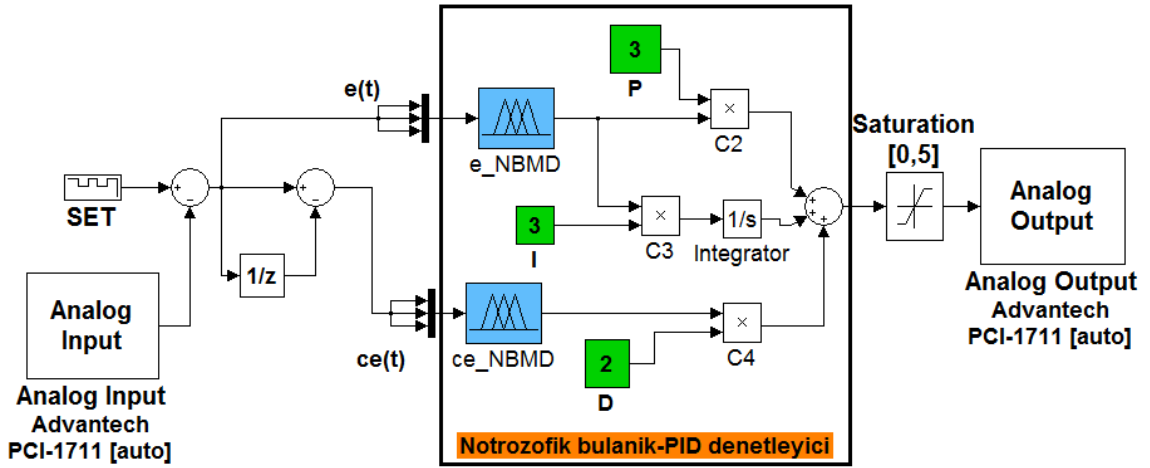 SET
Analog
Input
Analog Input
Advantech
PCI-1711 [auto]
+
−
+
−
1/z
e(t)
ce(t)
e_NBMD
ce_NBMD
3
P
3
I
2
D
×
C2
×
C3
1/s
Integrator
×
C4
+
+
+
Notrozofik bulanik-PID denetleyici
Saturation
[0,5]
Analog
Output
Analog Output
Advantech
PCI-1711 [auto]